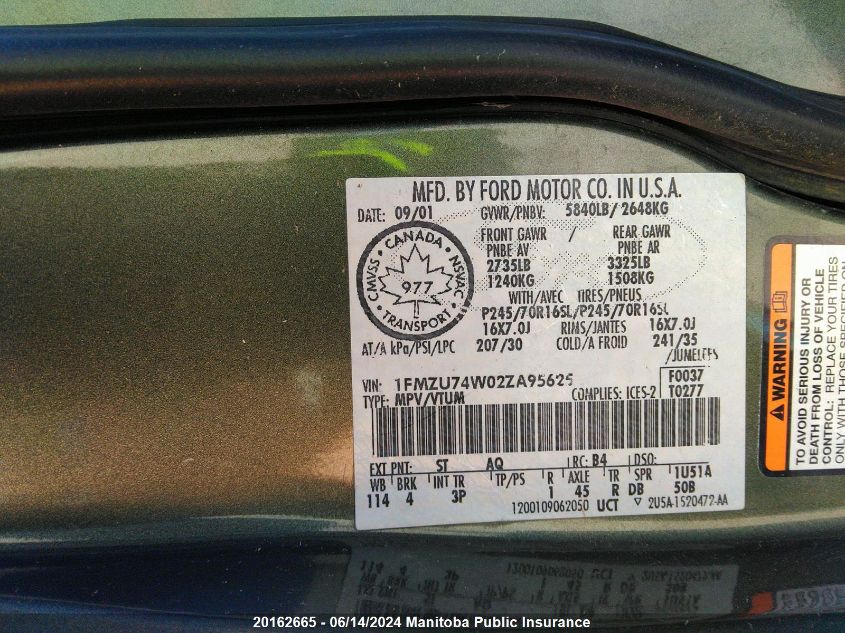 MFD. BY FORD MOTOR CO. IN U.S.A.
DATE: 09/01 GVWR/PNBV: 5840LB/ 2648KG
FRONT GAWR / REAR GAWR
PNBE AV PNBE AR
2735LB 3325LB
1240KG 1508KG
CMVSS · CANADA · NSVAC · TRANSPORT ·
977
WITH/AVEC TIRES/PNEUS
P245/70R16SL/P245/70R16SL
16X7.0J RIMS/JANTES 16X7.0J
AT/A kPa/PSI/LPC 207/30 COLD/A FROID 241/35
/JUMELEES
VIN: 1FMZU74W02ZA95625 F0037
TYPE: MPV/VTUM COMPLIES: ICES-2 T0277
EXT PNT: ST AQ RC: B4 DSO:
WB BRK INT TR TP/PS R AXLE TR SPR 1U51A
114 4 3P 1 45 R DB 50B
1200109062050 UCT ▽ 2U5A-1520472-AA
WARNING
TO AVOID SERIOUS INJURY OR
DEATH FROM LOSS OF VEHICLE
CONTROL: REPLACE YOUR TIRES
ONLY WITH THOSE SPECIFIED ON
20162665 - 06/14/2024 Manitoba Public Insurance